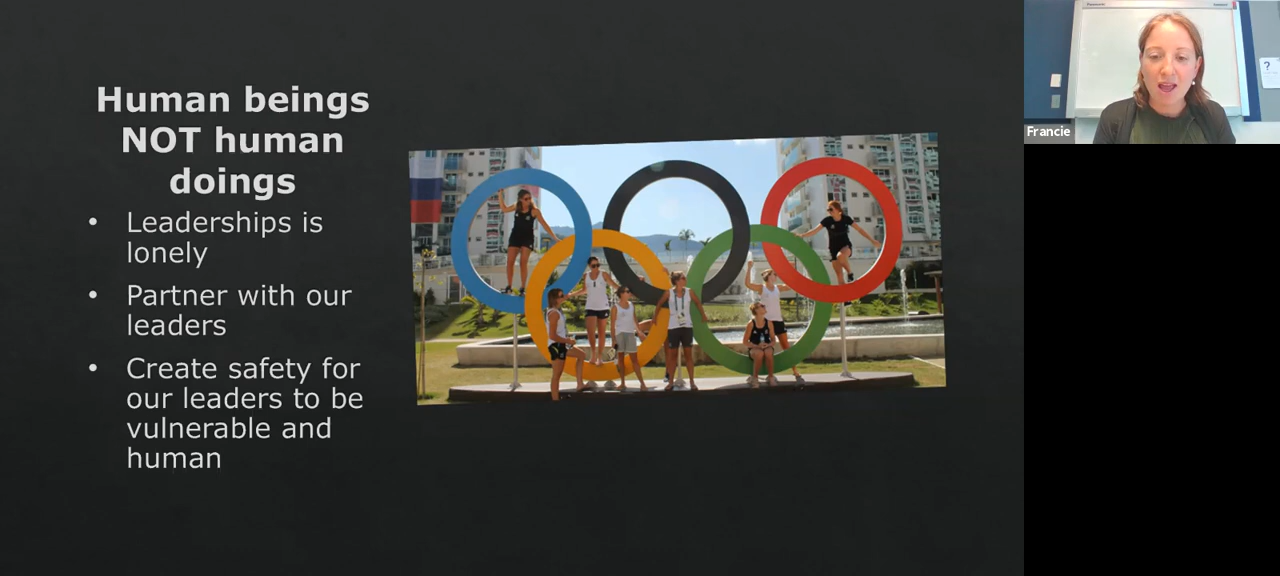 Human beings
NOT human
doings
• Leaderships is
lonely
• Partner with our
leaders
• Create safety for
our leaders to be
vulnerable and
human
Francie
?